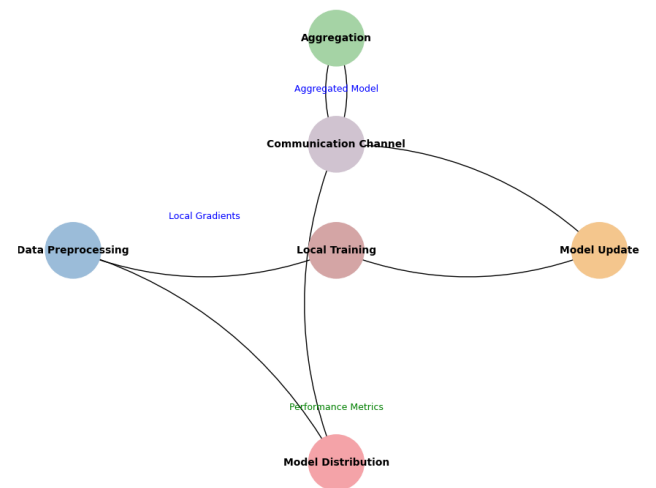 Aggregation
Aggregated Model
Communication Channel
Local Gradients
Data Preprocessing
Local Training
Model Update
Performance Metrics
Model Distribution